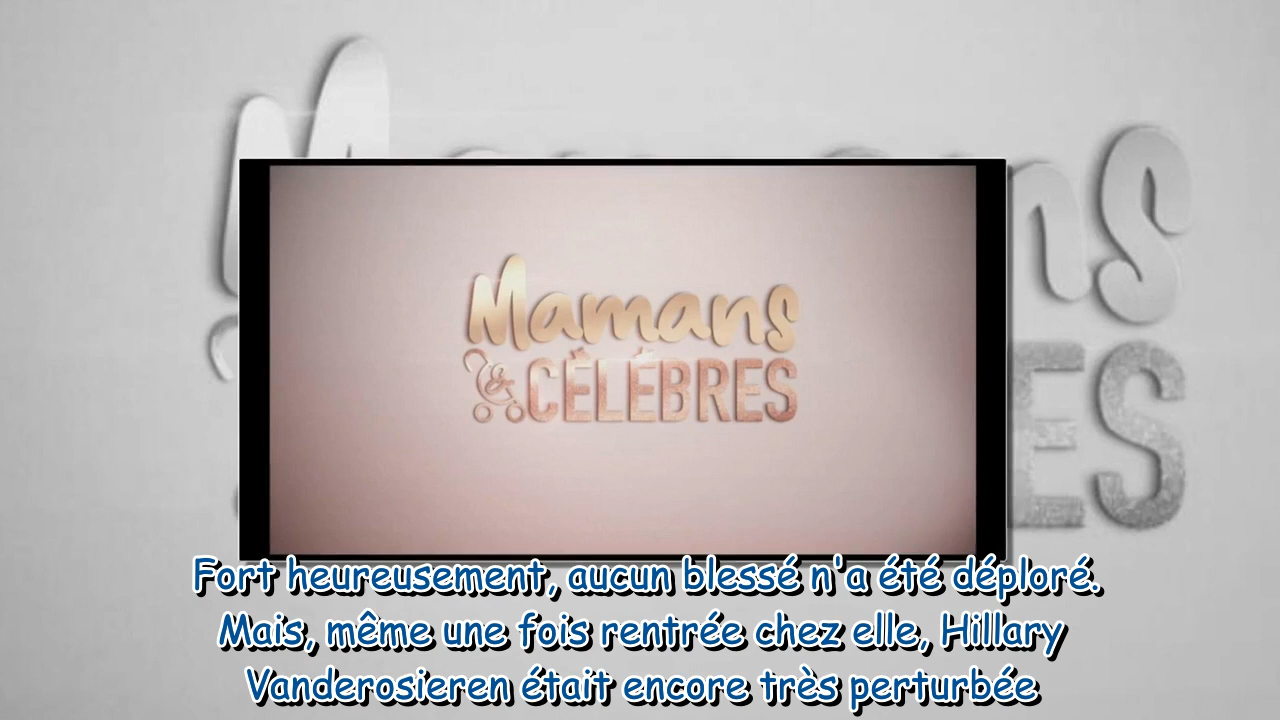 Mamans
& CÉLÈBRES
Fort heureusement, aucun blessé n'a été déploré.
Mais, même une fois rentrée chez elle, Hillary
Vanderosieren était encore très perturbée